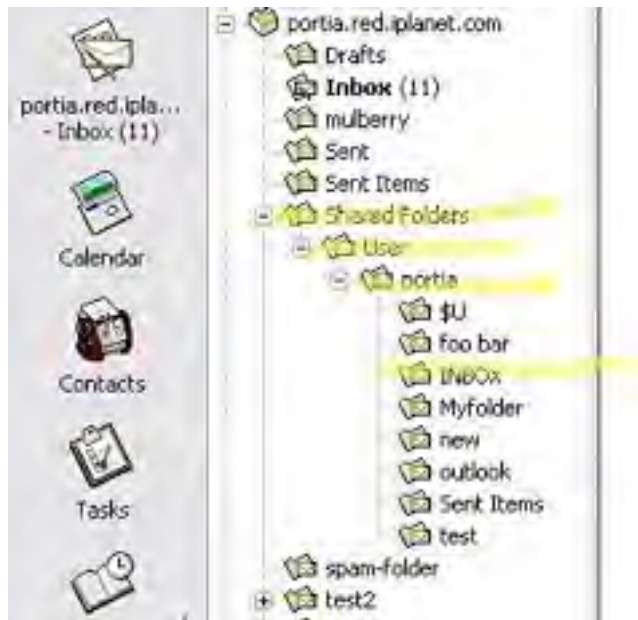 portia.red.ipla...
- Inbox (11)
Calendar
Contacts
Tasks
portia.red.iplanet.com
Drafts
Inbox (11)
mulberry
Sent
Sent Items
Shared Folders
User
portia
$U
foo bar
INBOX
Myfolder
new
outlook
Sent Items
test
spam-folder
test2